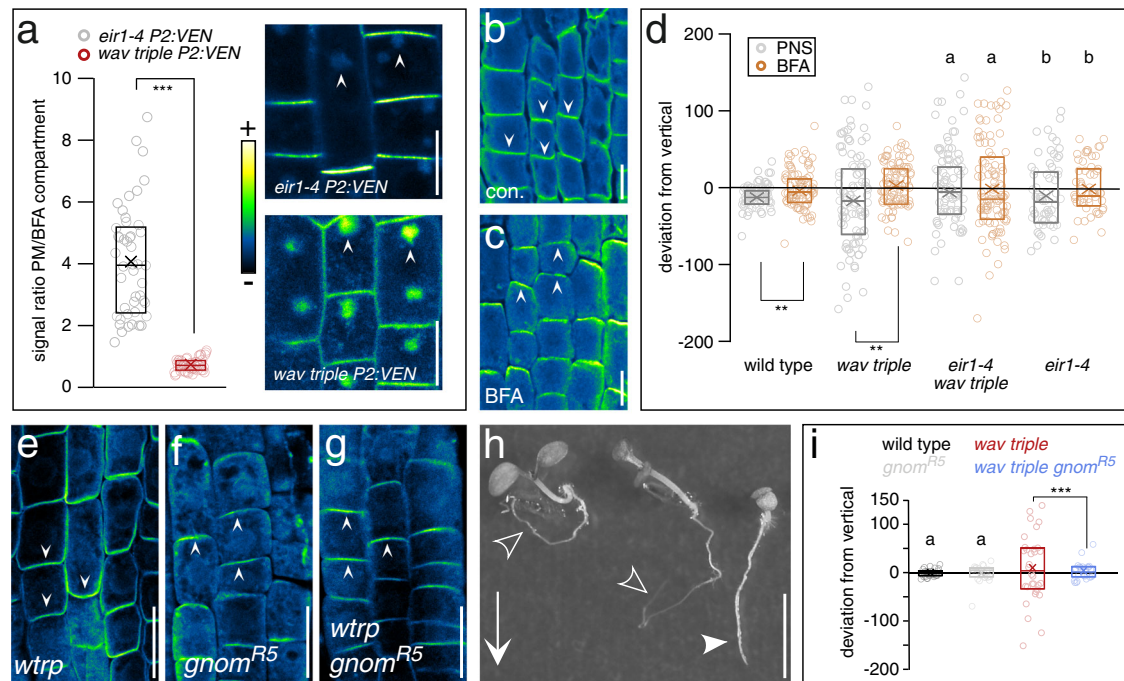 a
eir1-4 P2:VEN
wav triple P2:VEN
signal ratio PM/BFA compartment
10
8
6
4
2
0
***
+
-
eir1-4 P2:VEN
wav triple P2:VEN
b
con.
c
BFA
d
PNS
BFA
deviation from vertical
200
100
0
-100
-200
a a b b
**
**
wild type
wav triple
eir1-4
wav triple
eir1-4
e
wtrp
f
gnom^R5
g
wtrp
gnom^R5
h
i
wild type
gnom^R5
wav triple
wav triple gnom^R5
deviation from vertical
150
100
0
-100
-200
a a
***